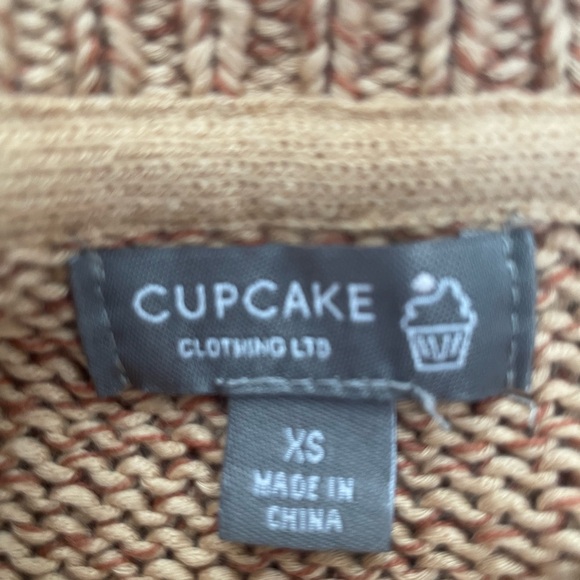 CUPCAKE
CLOTHING LTD
XS
MADE IN
CHINA